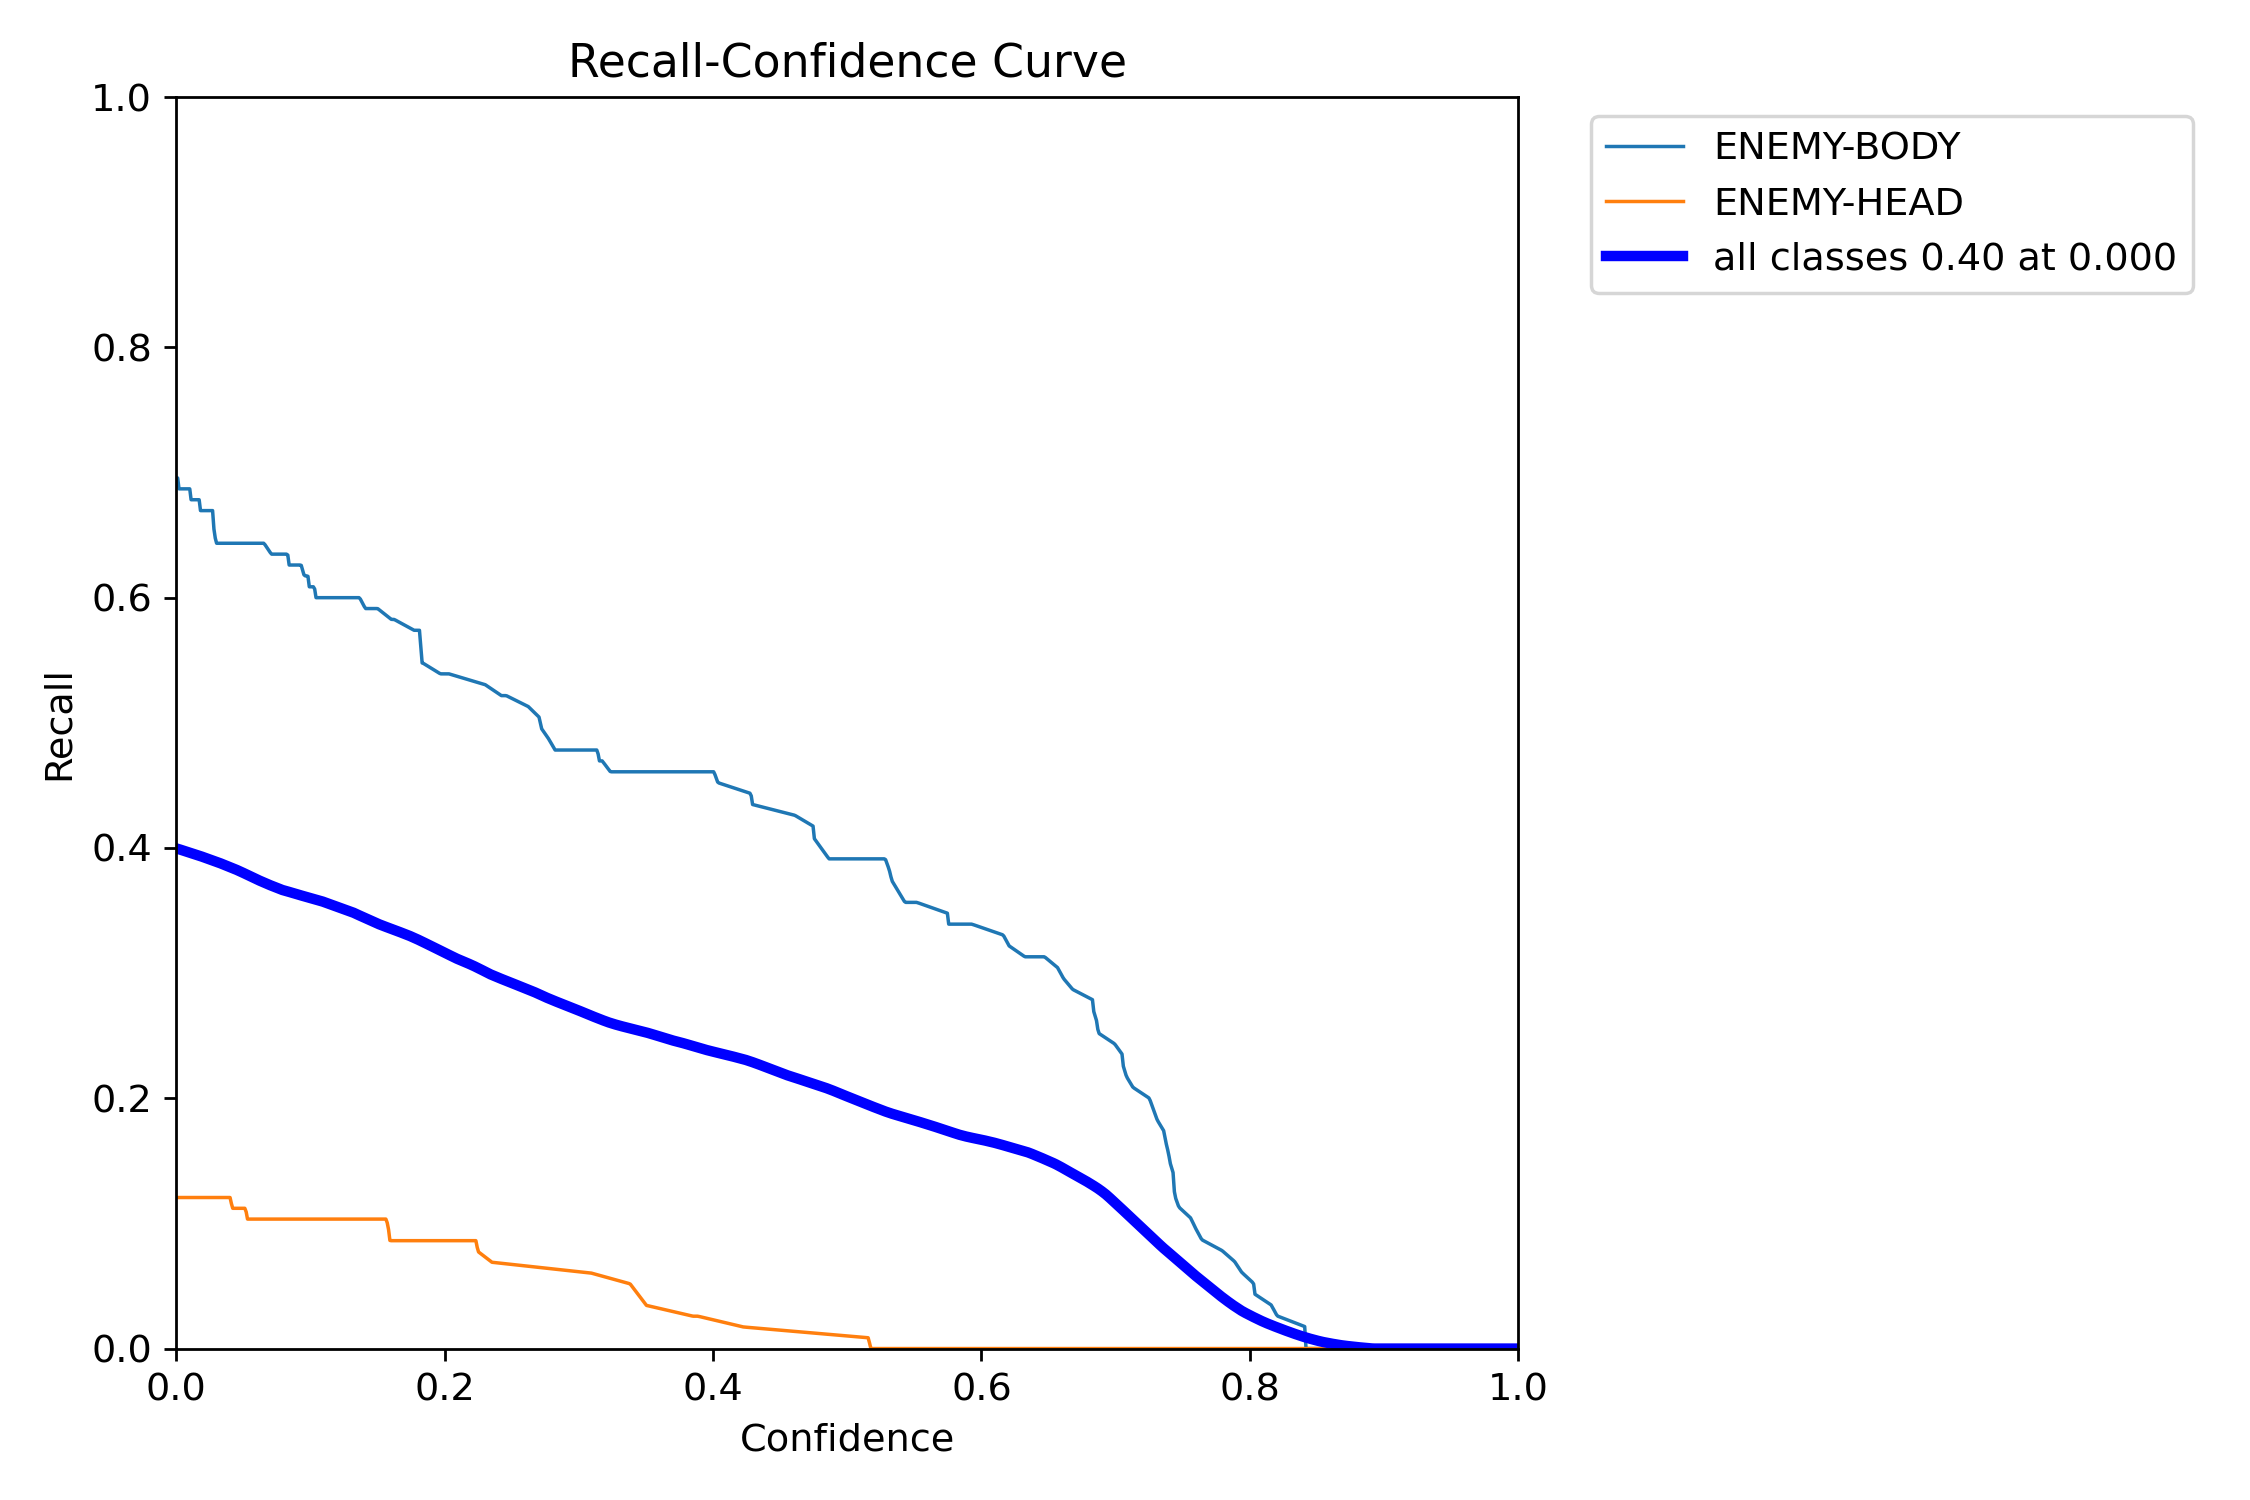 Recall-Confidence Curve
1.0
0.8
0.6
0.4
0.2
0.0
Recall
0.0 0.2 0.4 0.6 0.8 1.0
Confidence
ENEMY-BODY
ENEMY-HEAD
all classes 0.40 at 0.000